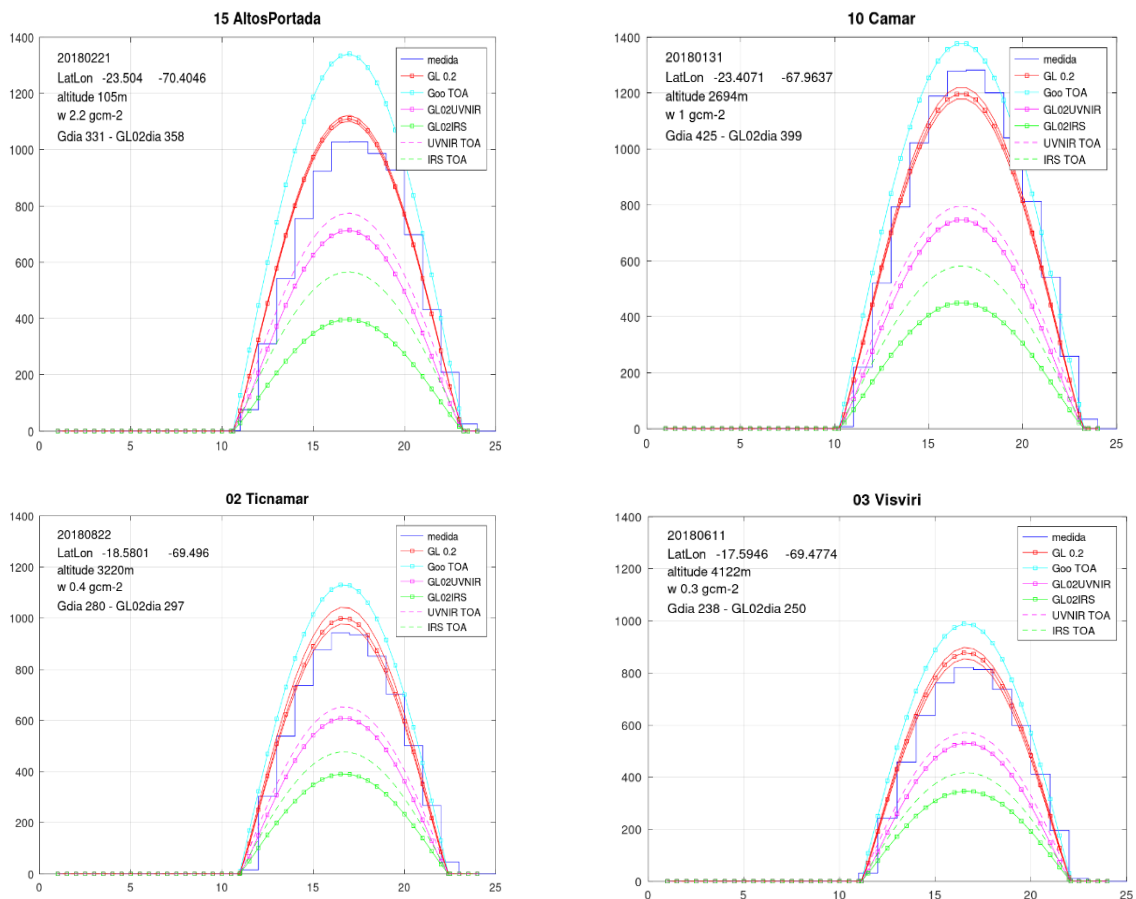 15 AltosPortada
1400
1200
1000
800
600
400
200
0
20180221
LatLon -23.504 -70.4046
altitude 105m
w 2.2 gcm-2
Gdia 331 - GL02dia 358
medida
GL 0.2
Goo TOA
GL02UVNIR
GL02IRS
UVNIR TOA
IRS TOA
0 5 10 15 20 25
10 Camar
1400
1200
1000
800
600
400
200
0
20180131
LatLon -23.4071 -67.9637
altitude 2694m
w 1 gcm-2
Gdia 425 - GL02dia 399
medida
GL 0.2
Goo TOA
GL02UVNIR
GL02IRS
UVNIR TOA
IRS TOA
0 5 10 15 20 25
02 Ticnamar
1400
1200
1000
800
600
400
200
0
20180822
LatLon -18.5801 -69.496
altitude 3220m
w 0.4 gcm-2
Gdia 280 - GL02dia 297
medida
GL 0.2
Goo TOA
GL02UVNIR
GL02IRS
UVNIR TOA
IRS TOA
0 5 10 15 20 25
03 Visviri
1400
1200
1000
800
600
400
200
0
20180611
LatLon -17.5946 -69.4774
altitude 4122m
w 0.3 gcm-2
Gdia 238 - GL02dia 250
medida
GL 0.2
Goo TOA
GL02UVNIR
GL02IRS
UVNIR TOA
IRS TOA
0 5 10 15 20 25